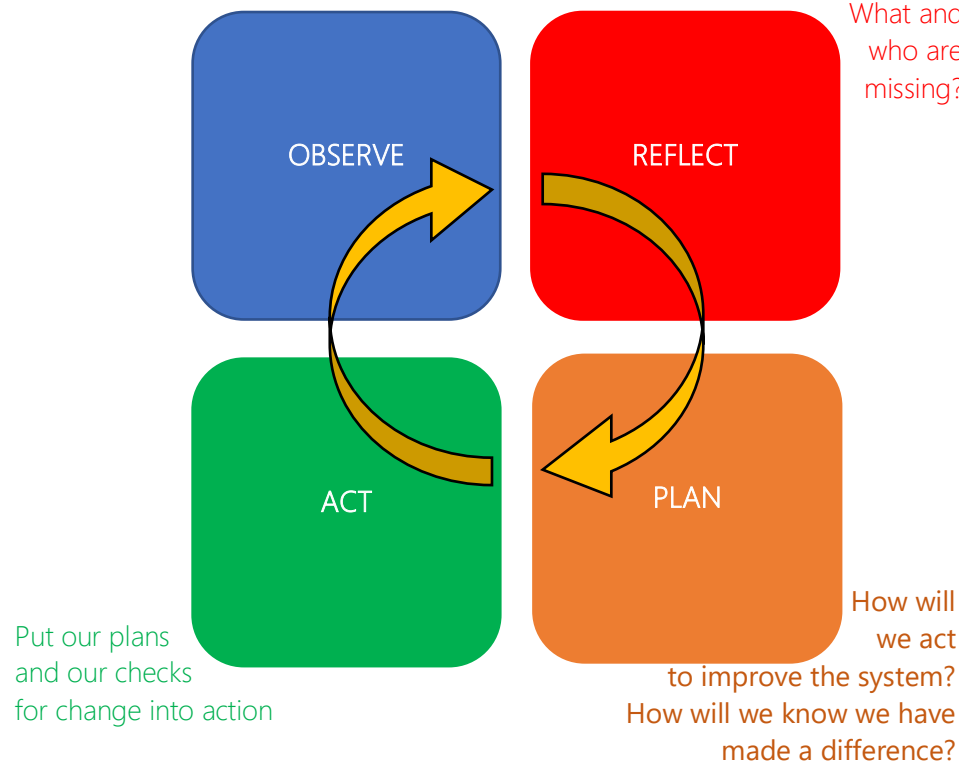 What and
who are
missing?
OBSERVE
REFLECT
ACT
PLAN
How will
we act
to improve the system?
How will we know we have
made a difference?
Put our plans
and our checks
for change into action